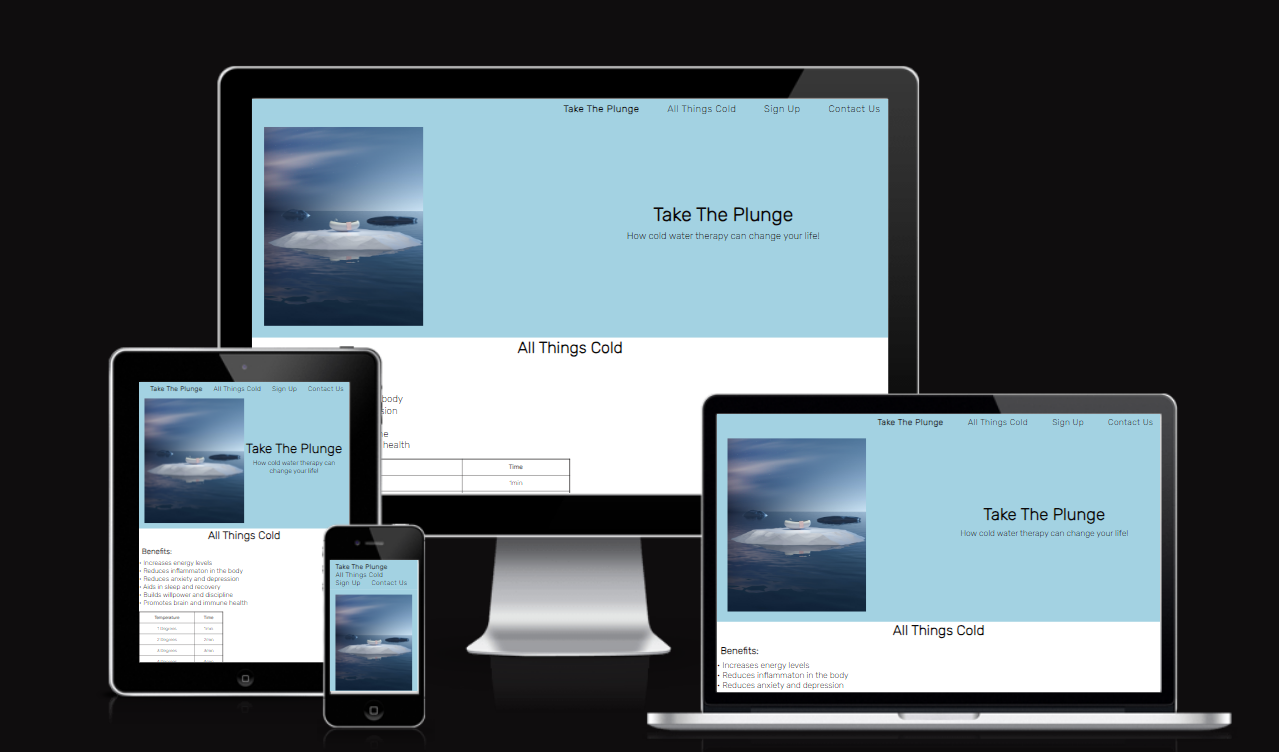 Take The Plunge All Things Cold Sign Up Contact Us
Take The Plunge
How cold water therapy can change your life!
All Things Cold
body
sion
ne
health
Time
1min
Take The Plunge All Things Cold Sign Up Contact Us
Take The Plunge
How cold water therapy can
change your life!
All Things Cold
Benefits:
• Increases energy levels
• Reduces inflammaton in the body
• Reduces anxiety and depression
• Aids in sleep and recovery
• Builds willpower and discipline
• Promotes brain and immune health
Temperature Time
1 Degrees 1min
2 Degrees 2min
4 Degrees 4min
Take The Plunge
All Things Cold
Sign Up Contact Us
Take The Plunge All Things Cold Sign Up Contact Us
Take The Plunge
How cold water therapy can change your life!
All Things Cold
Benefits:
• Increases energy levels
• Reduces inflammaton in the body
• Reduces anxiety and depression